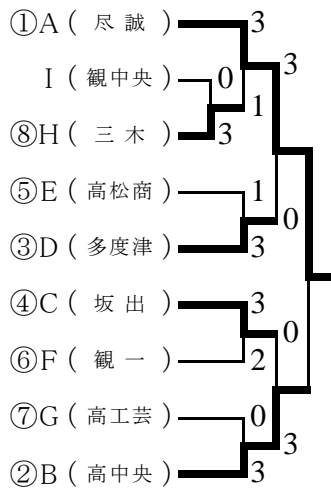 ①A ( 尽 誠 ) 3
3
I ( 観中央 ) 0
1
⑧H ( 三 木 ) 3
⑤E ( 高松商 ) 1
0
③D ( 多度津 ) 3
④C ( 坂 出 ) 3
0
⑥F ( 観 一 ) 2
⑦G ( 高工芸 ) 0
3
②B ( 高中央 ) 3